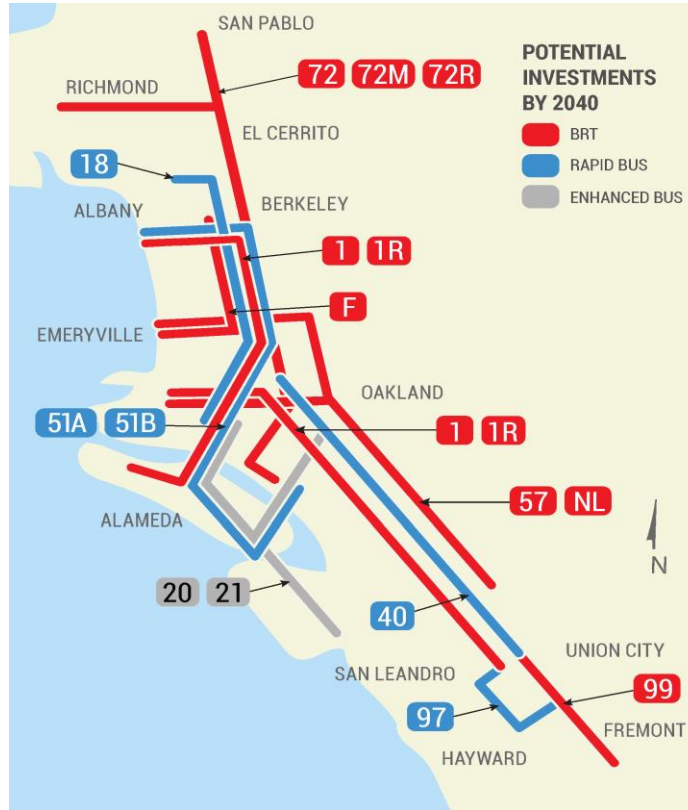 SAN PABLO
POTENTIAL
INVESTMENTS
BY 2040
72 72M 72R
RICHMOND
BRT
EL CERRITO
RAPID BUS
18
ENHANCED BUS
BERKELEY
ALBANY
1 1R
F
EMERYVILLE
OAKLAND
51A 51B
1 1R
57 NL
ALAMEDA
N
20 21
40
UNION CITY
SAN LEANDRO
99
97
FREMONT
HAYWARD